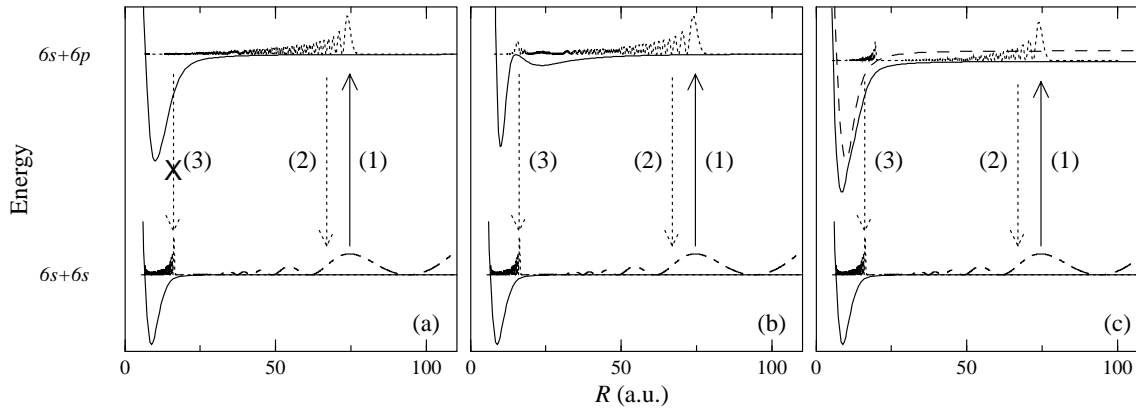 6s+6p
6s+6s
Energy
(3)
X
(2)
(1)
(a)
(3)
(2)
(1)
(b)
(3)
(2)
(1)
(c)
0
50
100
0
50
100
0
50
100
R (a.u.)